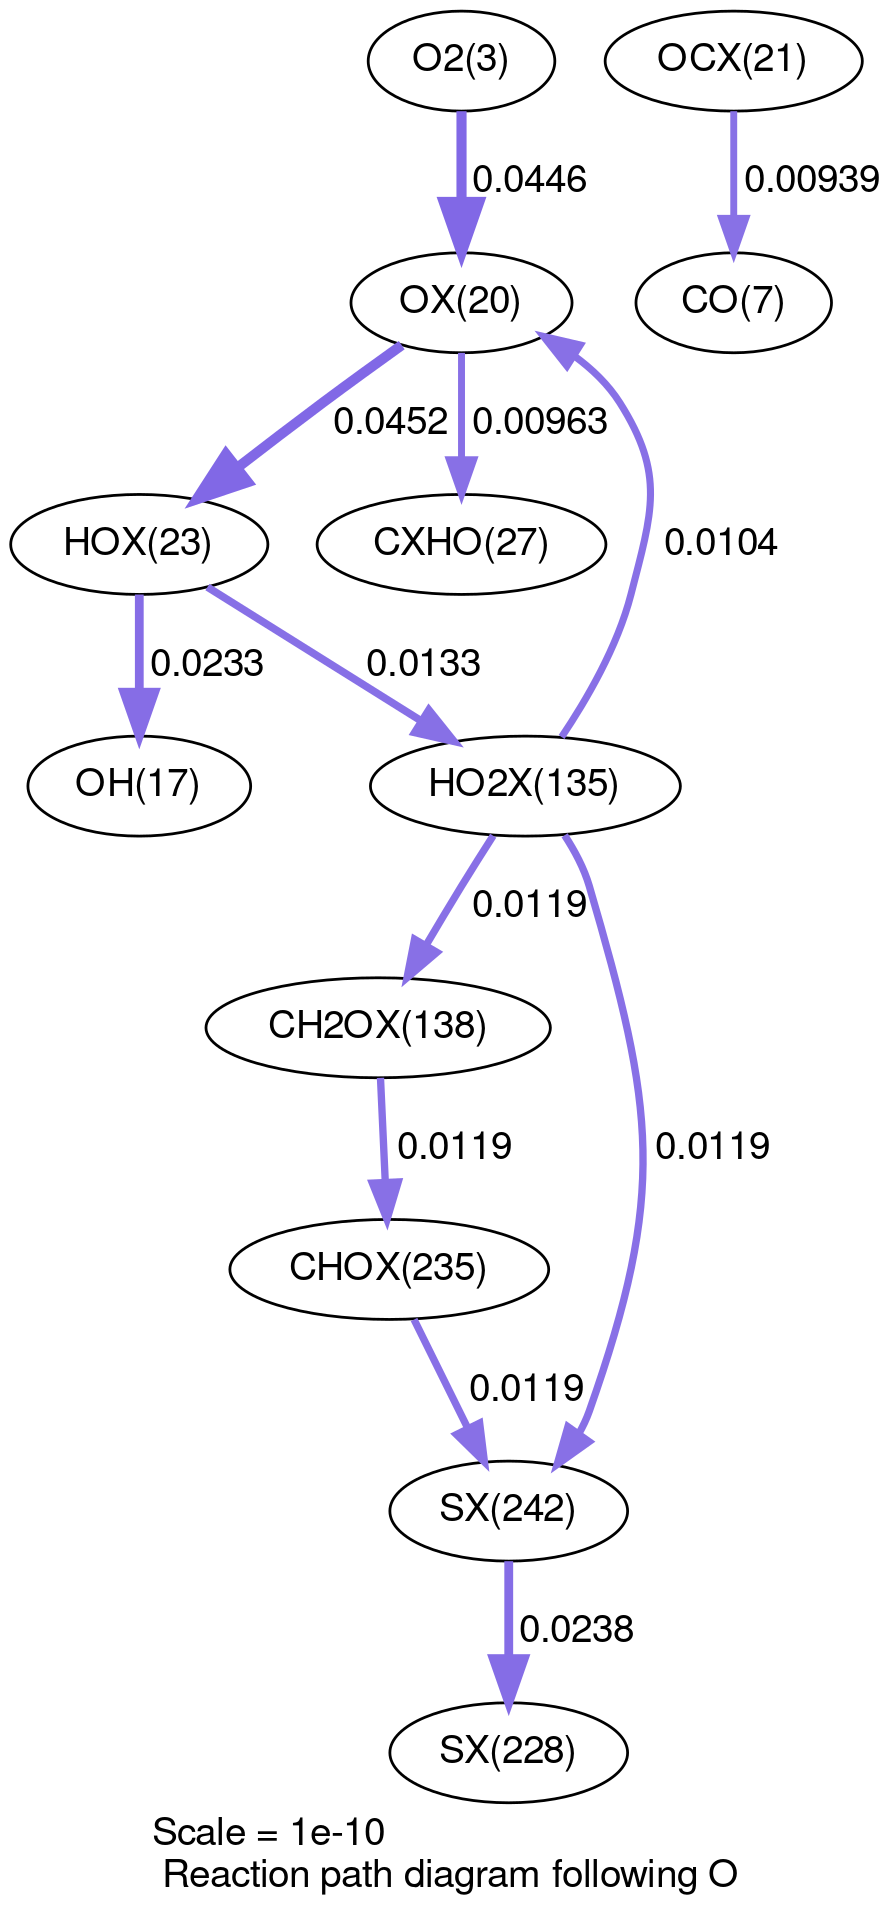 O2(3)
OCX(21)
0.0446
0.00939
OX(20)
CO(7)
0.0452
0.00963
HOX(23)
CXHO(27)
0.0104
0.0233
0.0133
OH(17)
HO2X(135)
0.0119
CH2OX(138)
0.0119
0.0119
CHOX(235)
0.0119
SX(242)
0.0238
SX(228)
Scale = 1e-10
Reaction path diagram following O